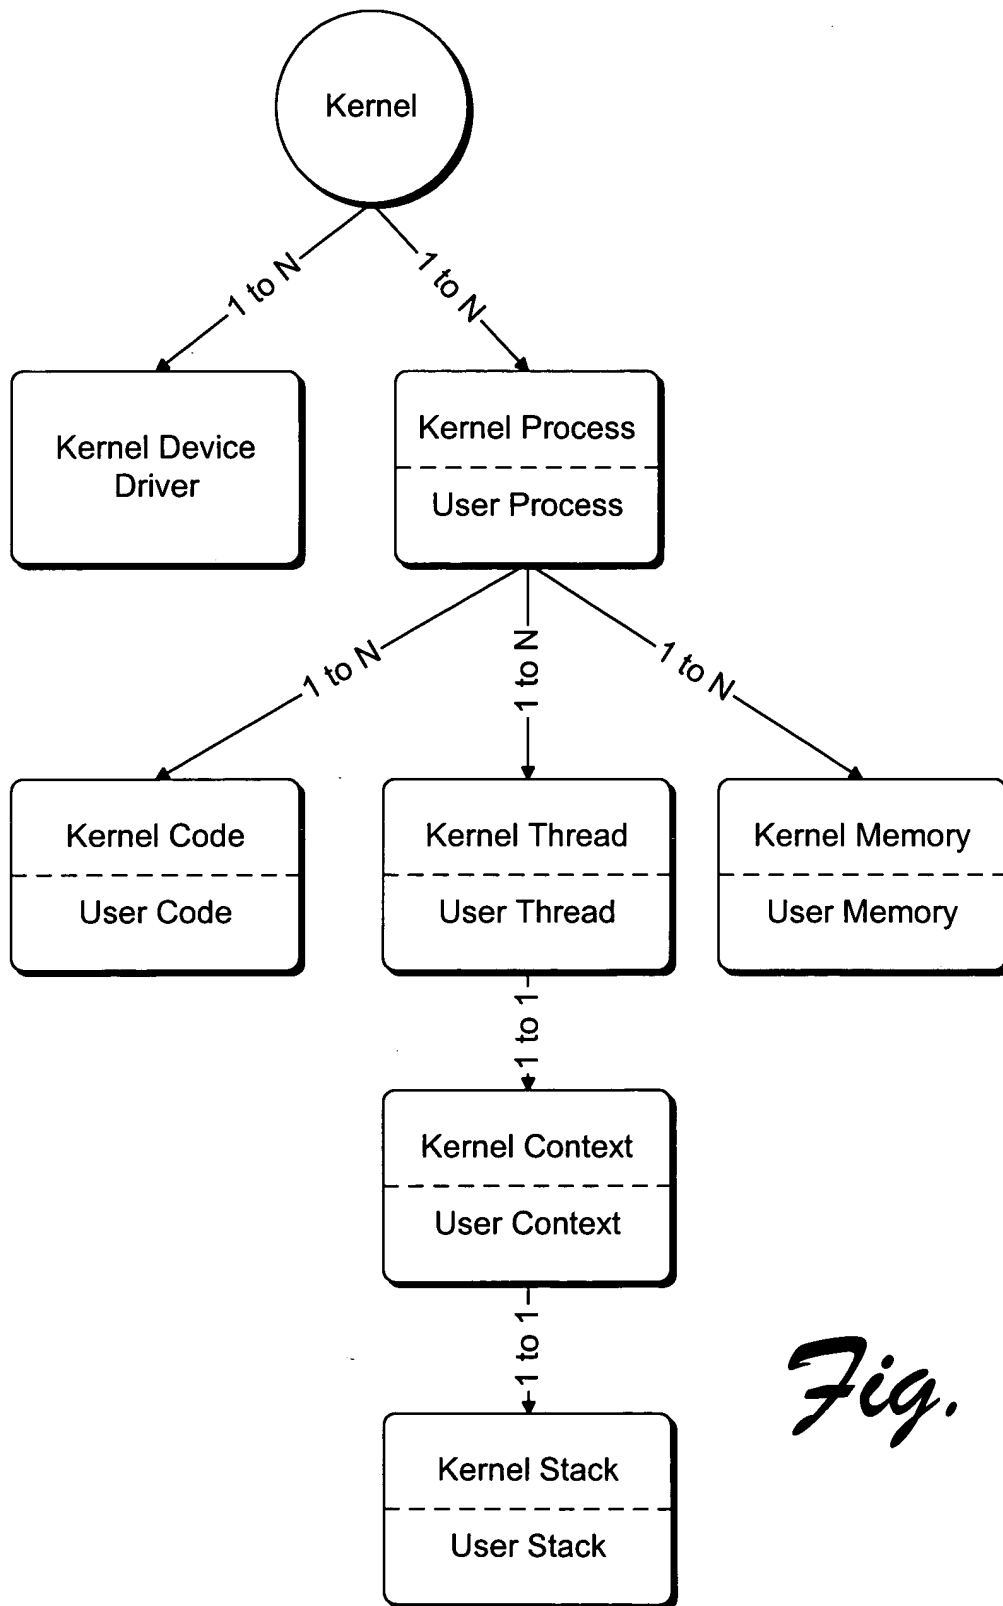 Kernel
1 to N
1 to N
Kernel Device
Driver
Kernel Process
User Process
1 to N
1 to N
1 to N
Kernel Code
User Code
Kernel Thread
User Thread
Kernel Memory
User Memory
1 to 1
Kernel Context
User Context
1 to 1
Kernel Stack
User Stack
Fig.